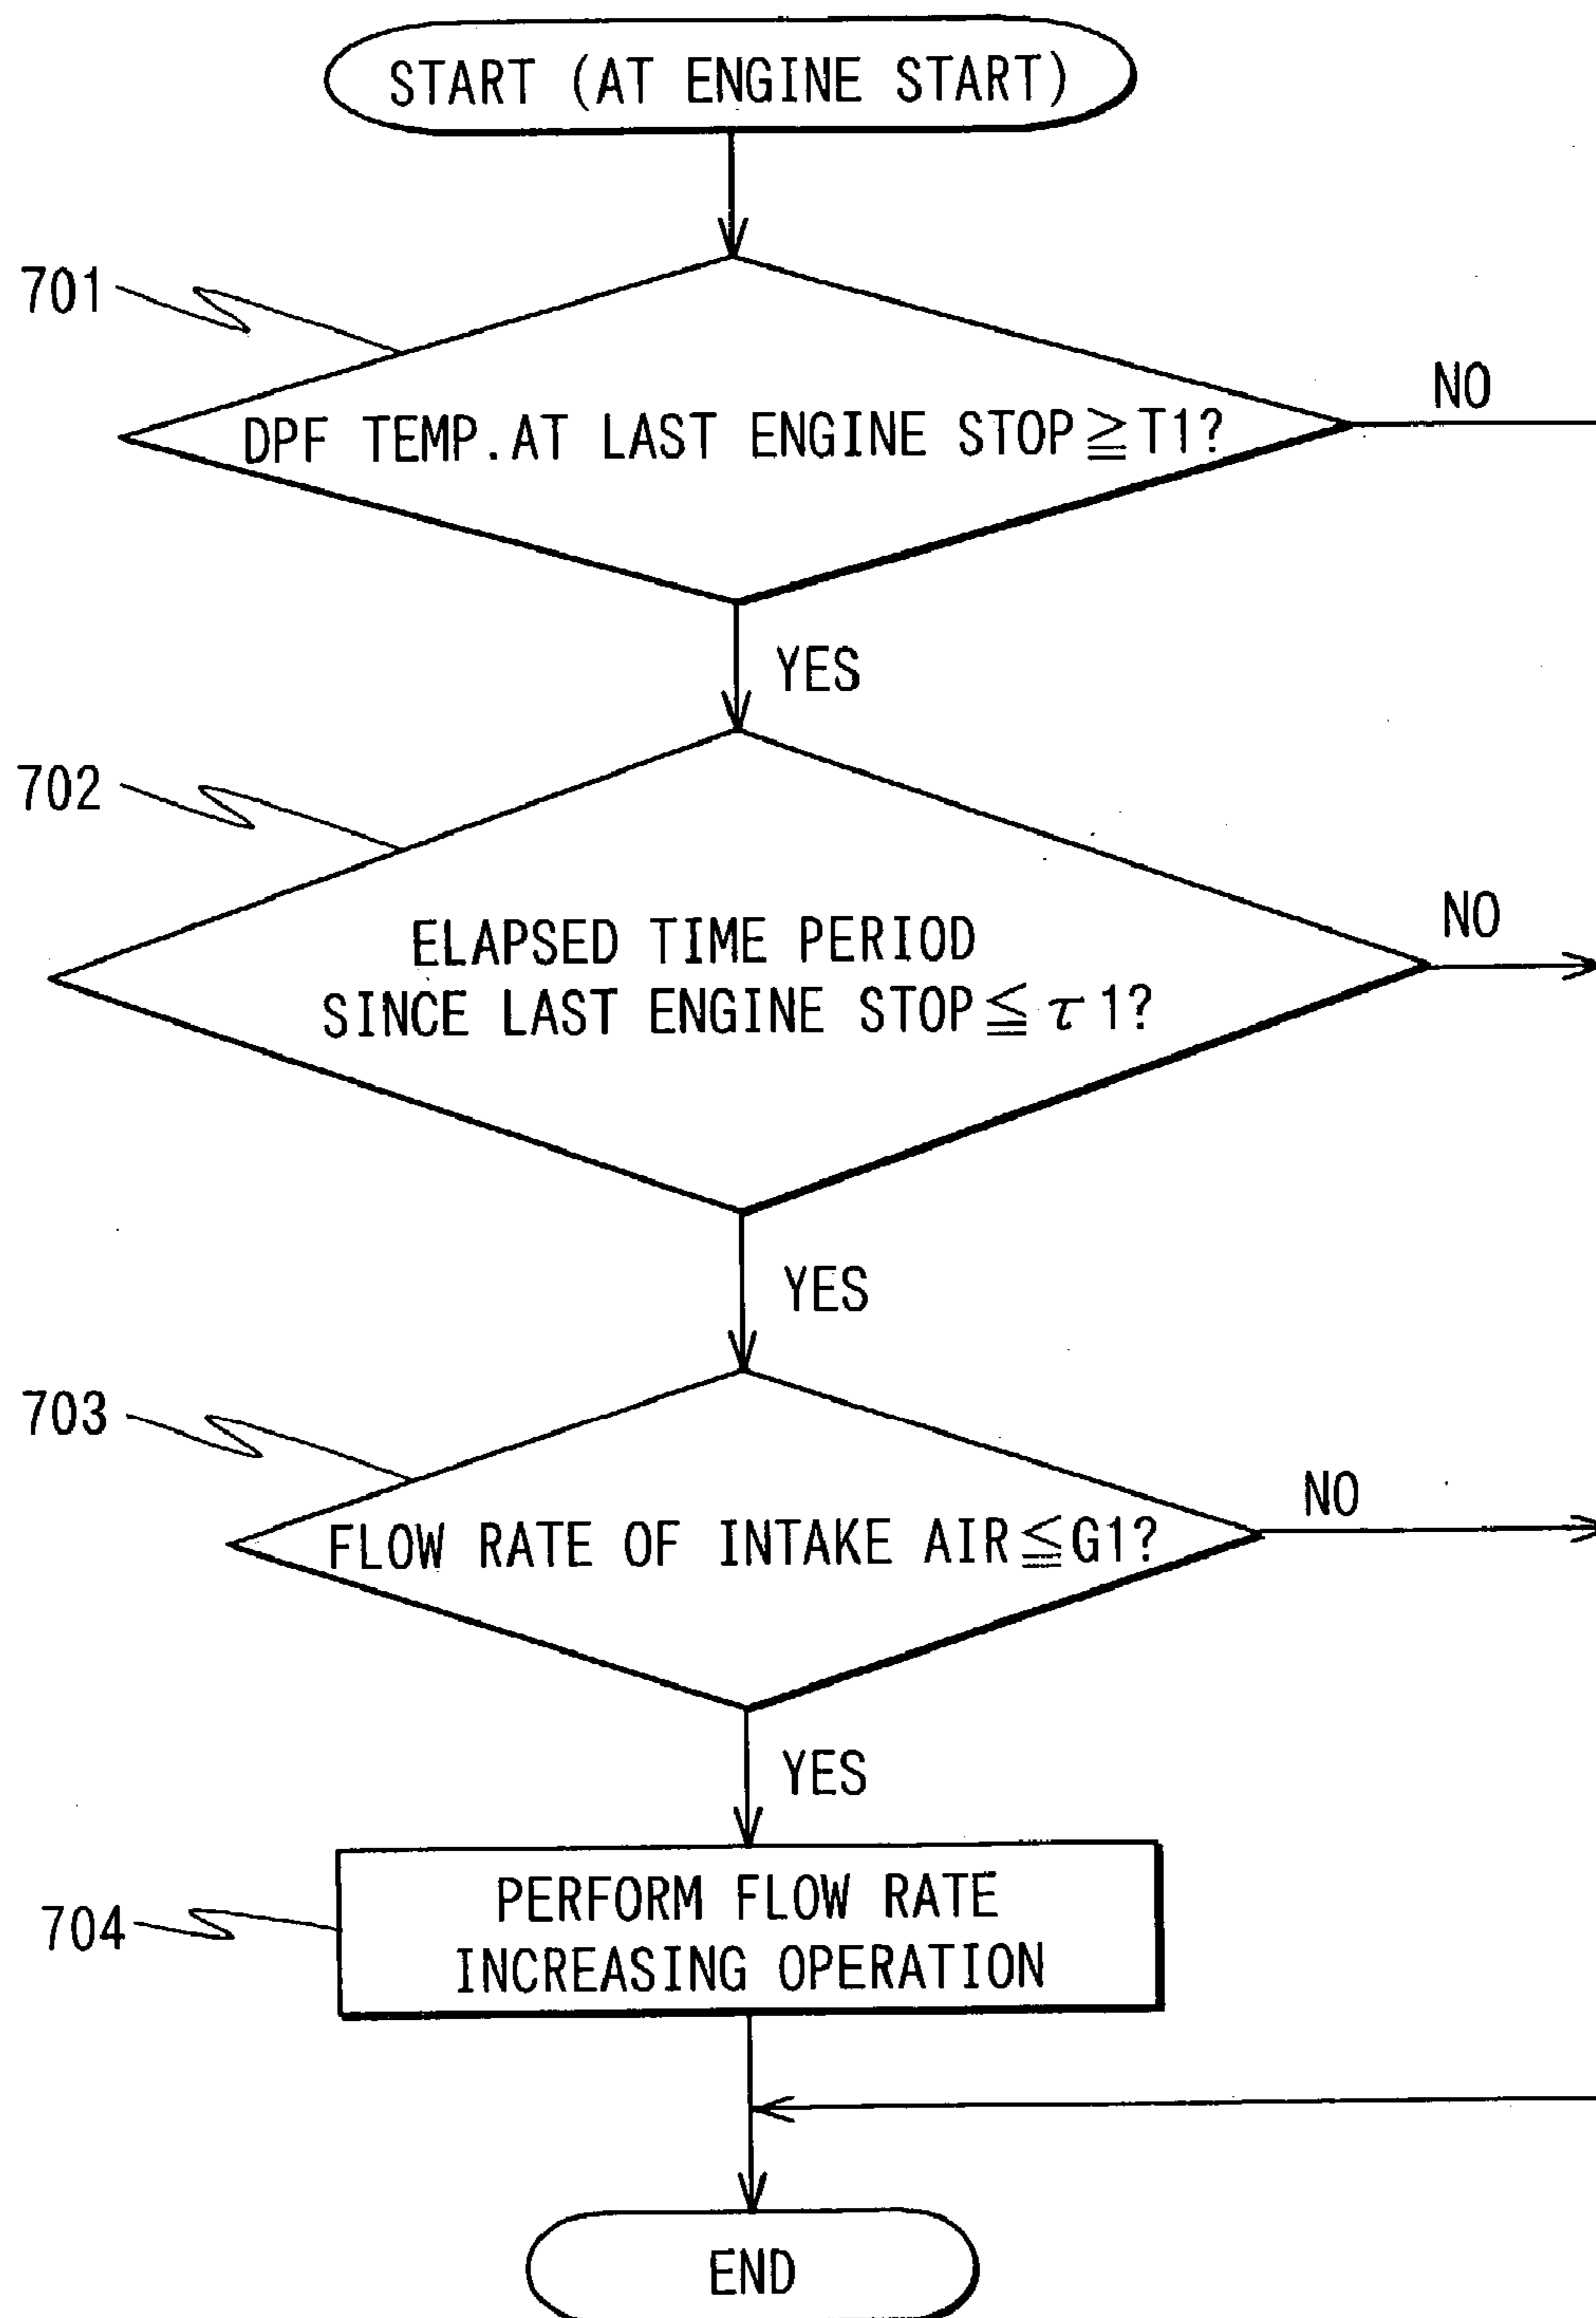 START (AT ENGINE START)
701
DPF TEMP.AT LAST ENGINE STOP≧T1?
NO
YES
702
ELAPSED TIME PERIOD
SINCE LAST ENGINE STOP≦τ1?
NO
YES
703
FLOW RATE OF INTAKE AIR≦G1?
NO
YES
704
PERFORM FLOW RATE
INCREASING OPERATION
END